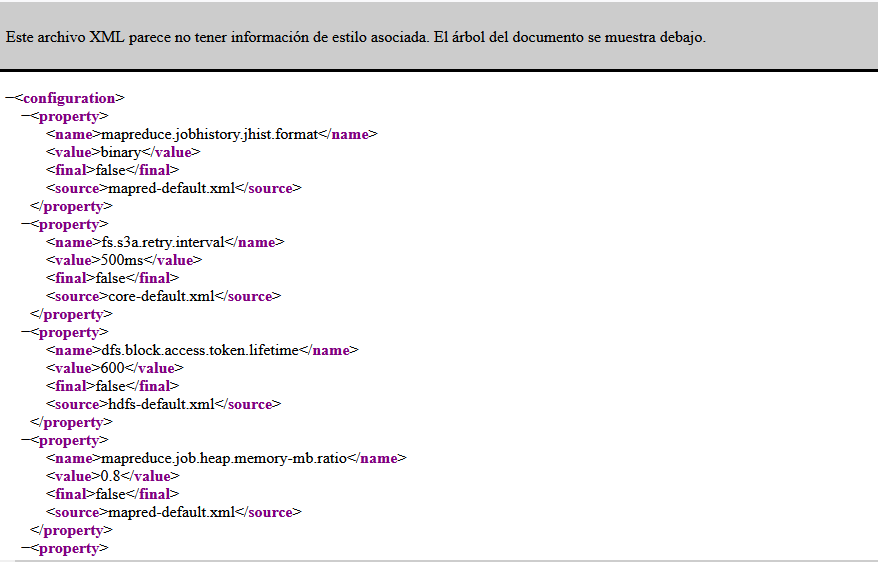 Este archivo XML parece no tener información de estilo asociada. El árbol del documento se muestra debajo.
−<configuration>
−<property>
<name>mapreduce.jobhistory.jhist.format</name>
<value>binary</value>
<final>false</final>
<source>mapred-default.xml</source>
</property>
−<property>
<name>fs.s3a.retry.interval</name>
<value>500ms</value>
<final>false</final>
<source>core-default.xml</source>
</property>
−<property>
<name>dfs.block.access.token.lifetime</name>
<value>600</value>
<final>false</final>
<source>hdfs-default.xml</source>
</property>
−<property>
<name>mapreduce.job.heap.memory-mb.ratio</name>
<value>0.8</value>
<final>false</final>
<source>mapred-default.xml</source>
</property>
−<property>